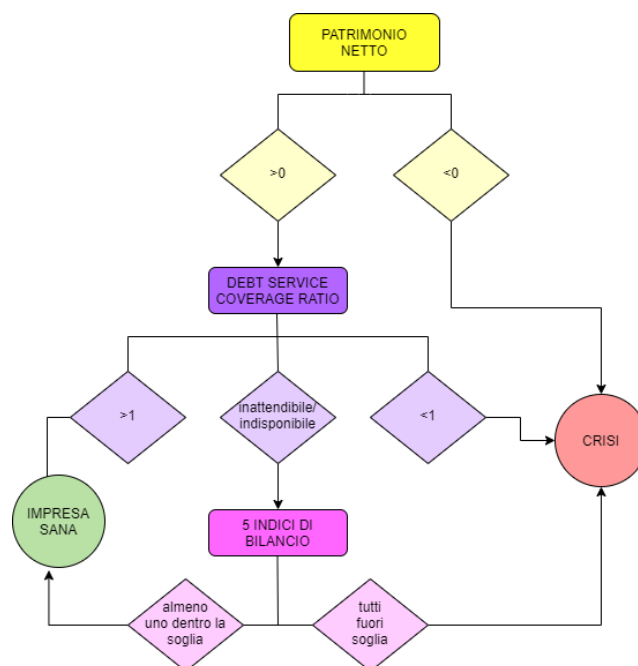 PATRIMONIO
NETTO
>0
<0
DEBT SERVICE
COVERAGE RATIO
>1
inattendibile/
indisponibile
<1
CRISI
IMPRESA
SANA
5 INDICI DI
BILANCIO
almeno
uno dentro la
soglia
tutti
fuori
soglia